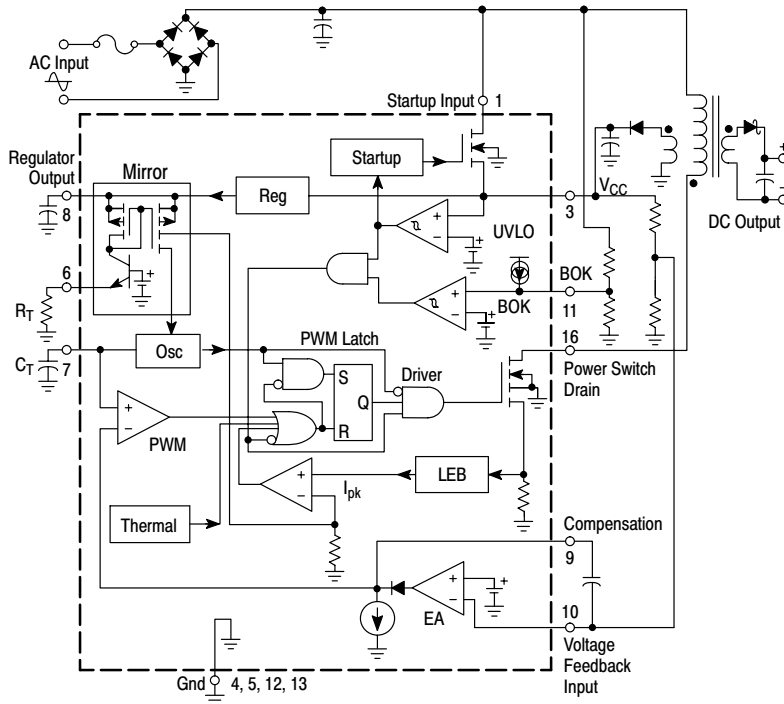 AC Input
Startup Input
1
Regulator
Output
8
Mirror
Startup
Reg
V_CC
3
DC Output
+
−
+
−
+
UVLO
6
+
BOK
11
+
−
+
BOK
R_T
16
Power Switch
Drain
C_T
7
Osc
PWM Latch
Driver
S
Q
R
+
−
PWM
+
−
I_pk
LEB
Thermal
Compensation
9
+
−
+
EA
10
Voltage
Feedback
Input
Gnd
4, 5, 12, 13